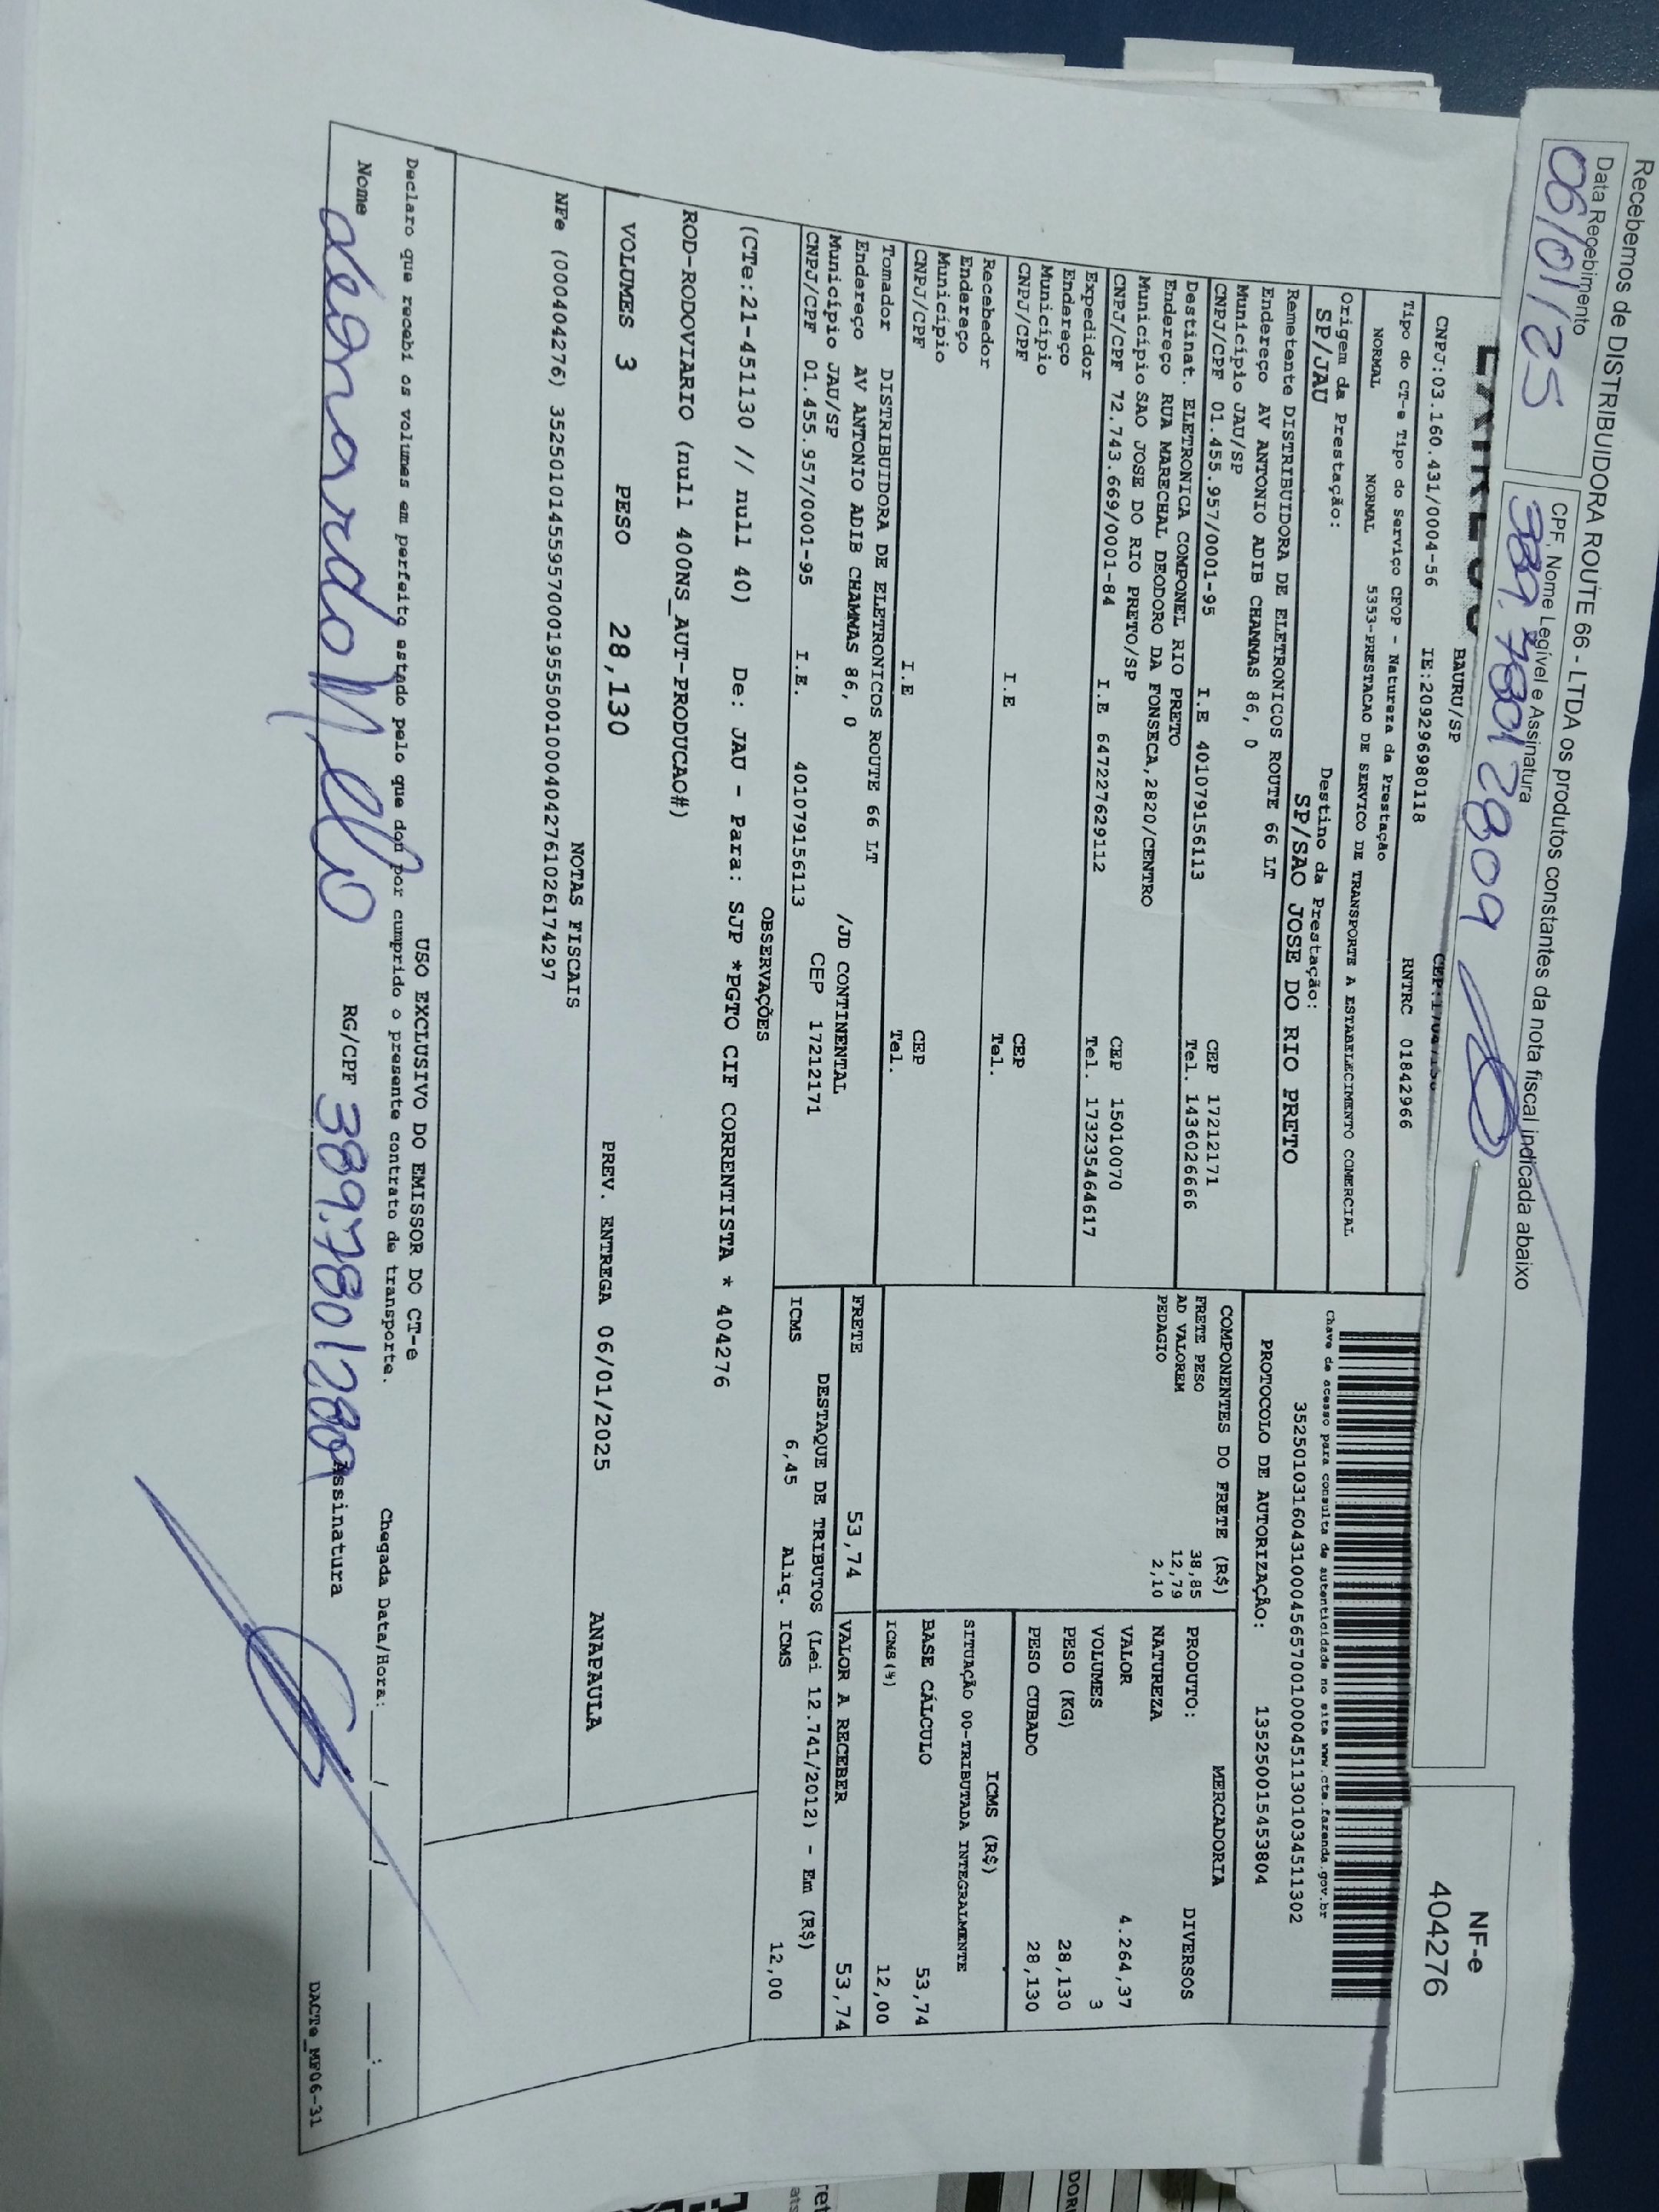 Recebemos de DISTRIBUIDORA ROUTE 66 - LTDA os produtos constantes da nota fiscal indicada abaixo
Data Recebimento
06/01/25
CPF, Nome Legível e Assinatura
389.78012809
NF-e
404276
BAURU/SP
CNPJ:03.160.431/0004-56 IE:209296980118 RNTRC 01842966
Tipo do CT-e Tipo do Serviço CFOP - Natureza da Prestação
NORMAL NORMAL 5353-PRESTACAO DE SERVICO DE TRANSPORTE A ESTABELECIMENTO COMERCIAL
Origem da Prestação: Destino da Prestação:
SP/JAU SP/SAO JOSE DO RIO PRETO
Chave de acesso para consulta de autenticidade no site www.cte.fazenda.gov.br
35250103160431000456570010004511301034511302
PROTOCOLO DE AUTORIZAÇÃO: 135250015453804
Remetente DISTRIBUIDORA DE ELETRONICOS ROUTE 66 LT
Endereço AV ANTONIO ADIB CHAMMAS 86, 0
Município JAU/SP CEP 17212171
CNPJ/CPF 01.455.957/0001-95 I.E 401079156113 Tel. 1436026666
Destinat. ELETRONICA COMPONEL RIO PRETO
Endereço RUA MARECHAL DEODORO DA FONSECA,2820/CENTRO
Município SAO JOSE DO RIO PRETO/SP CEP 15010070
CNPJ/CPF 72.743.669/0001-84 I.E 647227629112 Tel. 17323546 4617
Expedidor
Endereço
Município CEP
CNPJ/CPF I.E Tel.
Recebedor
Endereço
Município CEP
CNPJ/CPF I.E Tel.
Tomador DISTRIBUIDORA DE ELETRONICOS ROUTE 66 LT
Endereço AV ANTONIO ADIB CHAMMAS 86, 0 /JD CONTINENTAL
Município JAU/SP CEP 17212171
CNPJ/CPF 01.455.957/0001-95 I.E. 401079156113
COMPONENTES DO FRETE (R$)
FRETE PESO 38,85
AD VALOREM 12,79
PEDAGIO 2,10
MERCADORIA
PRODUTO: DIVERSOS
NATUREZA
VALOR 4.264,37
VOLUMES 3
PESO (KG) 28,130
PESO CUBADO 28,130
ICMS (R$)
SITUAÇÃO 00-TRIBUTADA INTEGRALMENTE
BASE CÁLCULO 53,74
ICMS(%) 12,00
FRETE 53,74 VALOR A RECEBER 53,74
DESTAQUE DE TRIBUTOS (Lei 12.741/2012) - Em (R$)
ICMS 6,45 Aliq. ICMS 12,00
OBSERVAÇÕES
(CTe:21-451130 // null 40) De: JAU - Para: SJP *PGTO CIF CORRENTISTA * 404276
ROD-RODOVIARIO (null 400NS_AUT-PRODUCAO#)
VOLUMES 3 PESO 28,130 PREV. ENTREGA 06/01/2025 ANAPAULA
NOTAS FISCAIS
NFe (000404276) 35250101455957000195550010004042761026174297
USO EXCLUSIVO DO EMISSOR DO CT-e
Declaro que recebi os volumes em perfeito estado pelo que dou por cumprido o presente contrato de transporte. Chegada Data/Hora: ___/___/_____ ___:___
Nome Leonardo Mello RG/CPF 389.78012809 Assinatura
DACTe_MF06-31